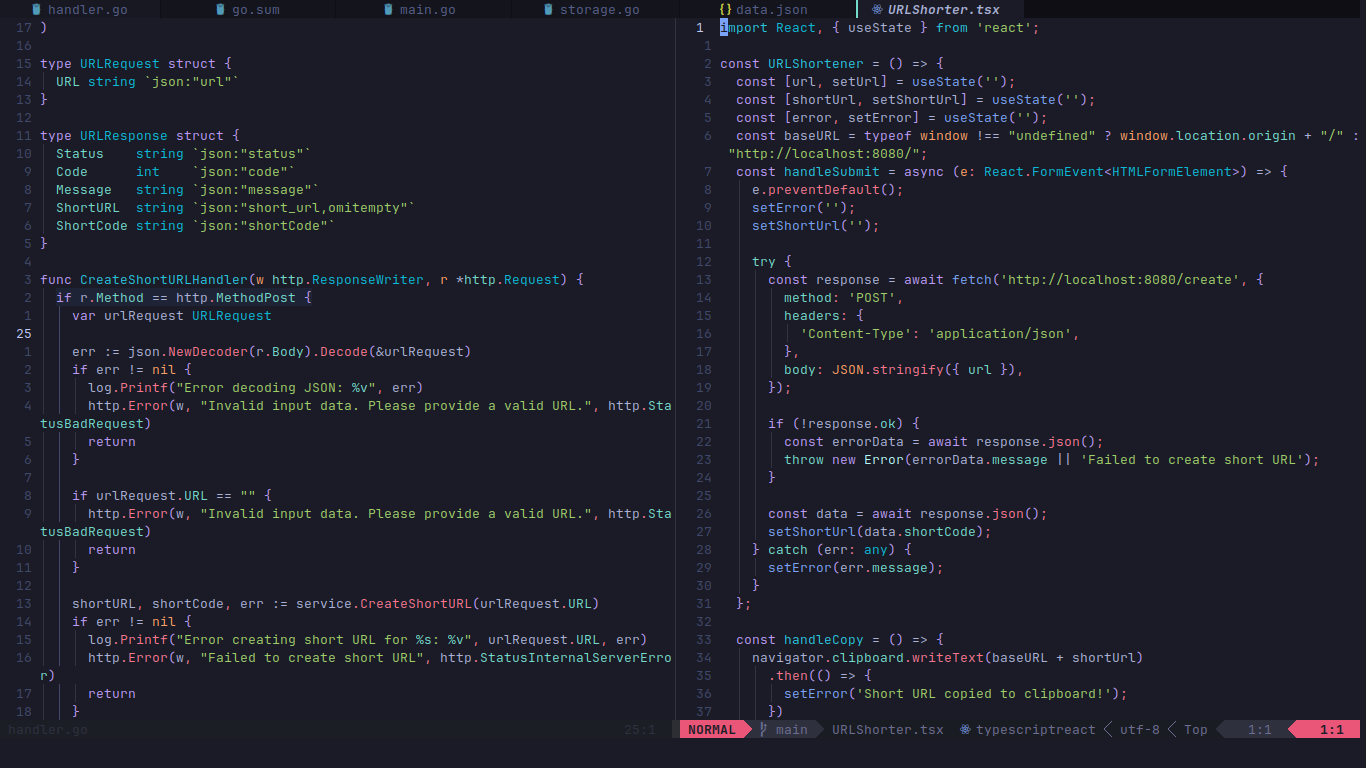 handler.go go.sum main.go storage.go {} data.json URLShorter.tsx
17 )
16
15 type URLRequest struct {
14 URL string `json:"url"`
13 }
12
11 type URLResponse struct {
10 Status string `json:"status"`
9 Code int `json:"code"`
8 Message string `json:"message"`
7 ShortURL string `json:"short_url,omitempty"`
6 ShortCode string `json:"shortCode"`
5 }
4
3 func CreateShortURLHandler(w http.ResponseWriter, r *http.Request) {
2 if r.Method == http.MethodPost {
1 var urlRequest URLRequest
25
1 err := json.NewDecoder(r.Body).Decode(&urlRequest)
2 if err != nil {
3 log.Printf("Error decoding JSON: %v", err)
4 http.Error(w, "Invalid input data. Please provide a valid URL.", http.Sta
tusBadRequest)
5 return
6 }
7
8 if urlRequest.URL == "" {
9 http.Error(w, "Invalid input data. Please provide a valid URL.", http.Sta
tusBadRequest)
10 return
11 }
12
13 shortURL, shortCode, err := service.CreateShortURL(urlRequest.URL)
14 if err != nil {
15 log.Printf("Error creating short URL for %s: %v", urlRequest.URL, err)
16 http.Error(w, "Failed to create short URL", http.StatusInternalServerErro
r)
17 return
18 }
handler.go 25:1
1 import React, { useState } from 'react';
1
2 const URLShortener = () => {
3 const [url, setUrl] = useState('');
4 const [shortUrl, setShortUrl] = useState('');
5 const [error, setError] = useState('');
6 const baseURL = typeof window !== "undefined" ? window.location.origin + "/" :
"http://localhost:8080/";
7 const handleSubmit = async (e: React.FormEvent<HTMLFormElement>) => {
8 e.preventDefault();
9 setError('');
10 setShortUrl('');
11
12 try {
13 const response = await fetch('http://localhost:8080/create', {
14 method: 'POST',
15 headers: {
16 'Content-Type': 'application/json',
17 },
18 body: JSON.stringify({ url }),
19 });
20
21 if (!response.ok) {
22 const errorData = await response.json();
23 throw new Error(errorData.message || 'Failed to create short URL');
24 }
25
26 const data = await response.json();
27 setShortUrl(data.shortCode);
28 } catch (err: any) {
29 setError(err.message);
30 }
31 };
32
33 const handleCopy = () => {
34 navigator.clipboard.writeText(baseURL + shortUrl)
35 .then(() => {
36 setError('Short URL copied to clipboard!');
37 })
NORMAL main URLShorter.tsx typescriptreact utf-8 Top 1:1 1:1